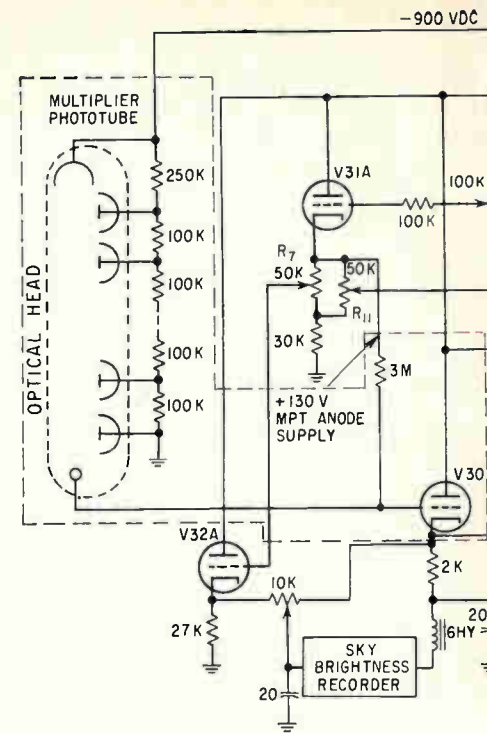 -900 VDC
MULTIPLIER
PHOTOTUBE
250K
100K
100K
100K
100K
OPTICAL HEAD
V31A
100K
100K
R7
50K
50K
R11
30K
3M
+130 V
MPT ANODE
SUPPLY
V30
V32A
10K
2K
27K
20
6HY
20
SKY
BRIGHTNESS
RECORDER